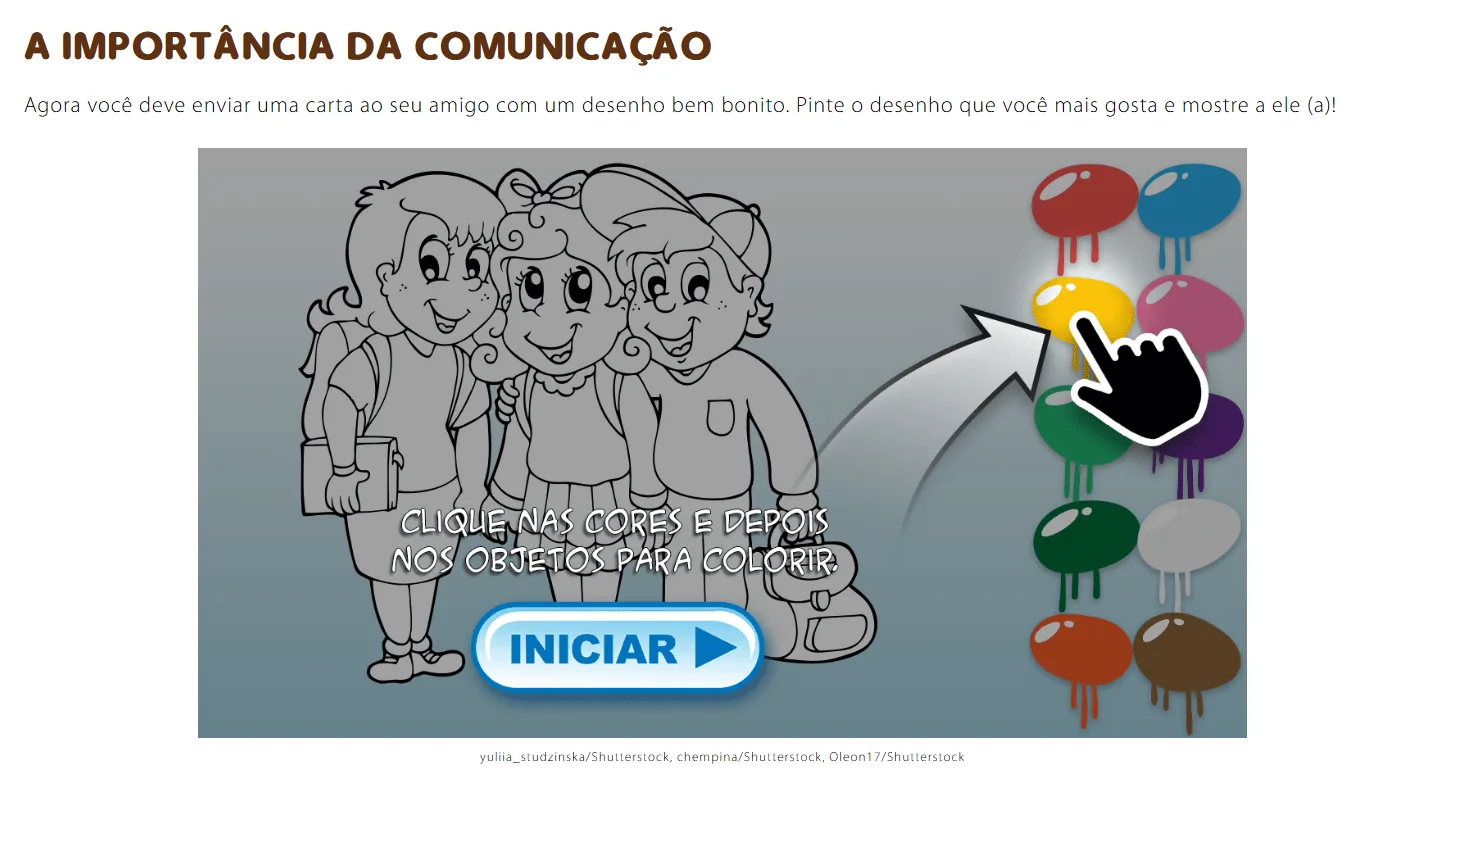 A IMPORTÂNCIA DA COMUNICAÇÃO
Agora você deve enviar uma carta ao seu amigo com um desenho bem bonito. Pinte o desenho que você mais gosta e mostre a ele (a)!
CLIQUE NAS CORES E DEPOIS
NOS OBJETOS PARA COLORIR.
INICIAR
yuliia_studzinska/Shutterstock, chempina/Shutterstock, Oleon17/Shutterstock